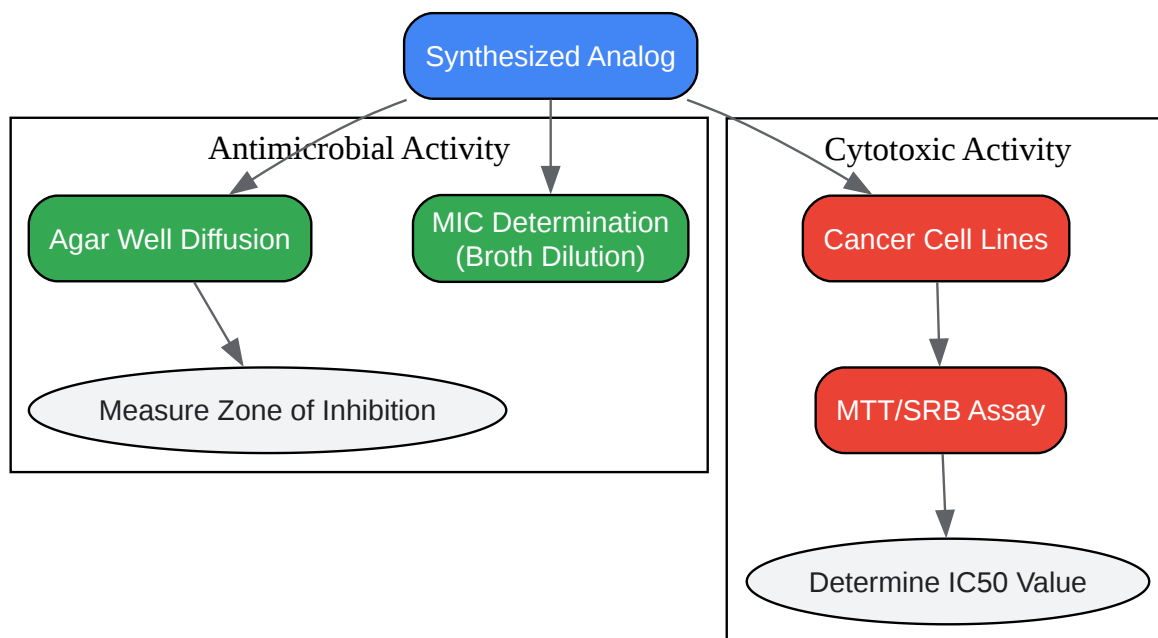 Synthesized Analog
Antimicrobial Activity
Cytotoxic Activity
Agar Well Diffusion
MIC Determination
(Broth Dilution)
Cancer Cell Lines
Measure Zone of Inhibition
MTT/SRB Assay
Determine IC50 Value